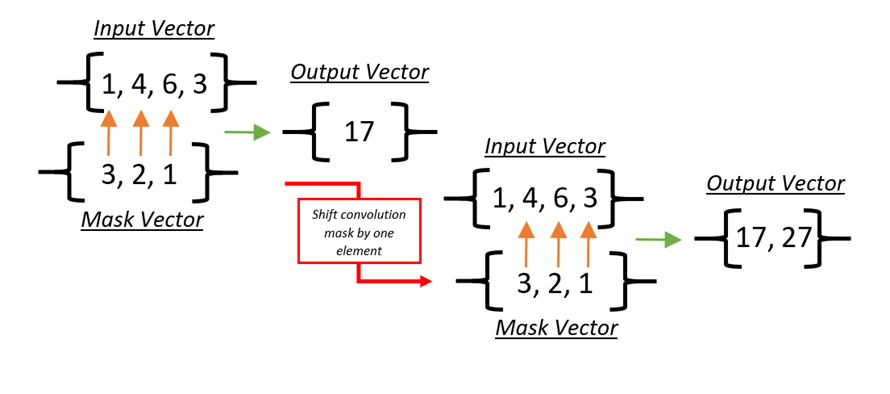 Input Vector
1, 4, 6, 3
3, 2, 1
Mask Vector
Output Vector
17
Shift convolution
mask by one
element
Input Vector
1, 4, 6, 3
3, 2, 1
Mask Vector
Output Vector
17, 27